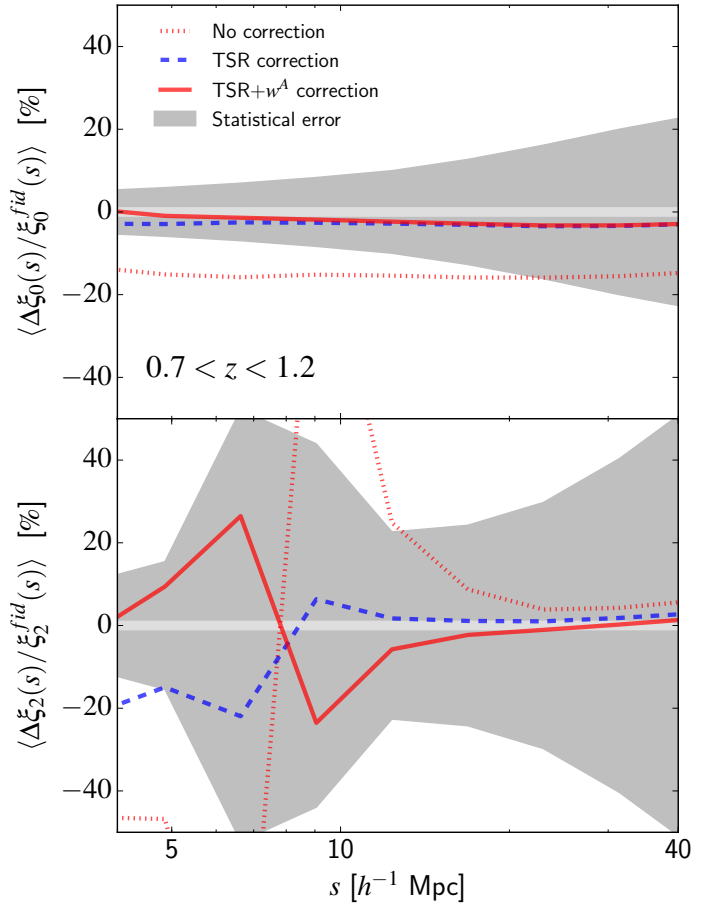 No correction
TSR correction
TSR+w^A correction
Statistical error
⟨Δξ₀(s)/ξ₀^{fid}(s)⟩ [%]
40
20
0
−20
−40
0.7 < z < 1.2
⟨Δξ₂(s)/ξ₂^{fid}(s)⟩ [%]
40
20
0
−20
−40
5
10
40
s [h⁻¹ Mpc]